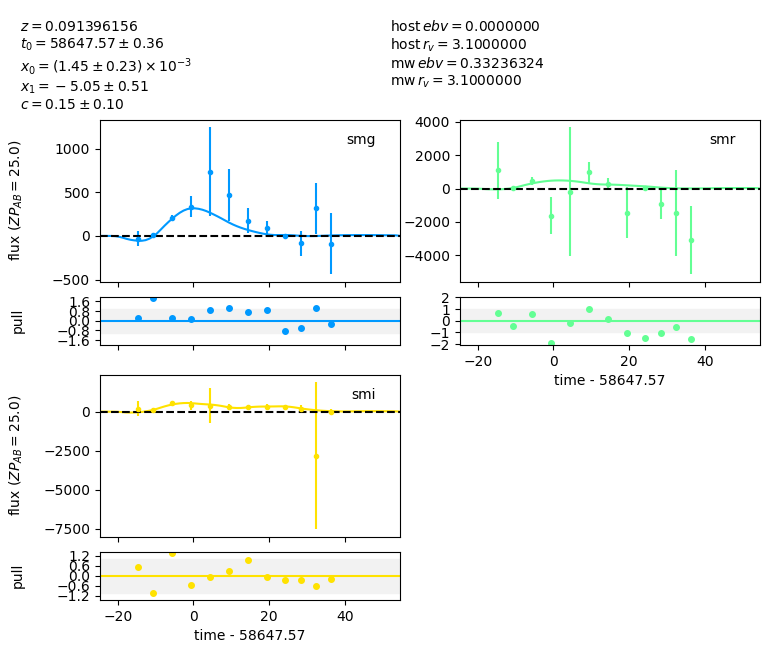 z = 0.091396156
t₀ = 58647.57 ± 0.36
x₀ = (1.45 ± 0.23) × 10⁻³
x₁ = −5.05 ± 0.51
c = 0.15 ± 0.10
host ebv = 0.0000000
host r_v = 3.1000000
mw ebv = 0.33236324
mw r_v = 3.1000000
smg
flux (ZP_AB = 25.0)
1000
500
0
−500
pull
1.6
0.8
0.0
−0.8
−1.6
smr
4000
2000
0
−2000
−4000
2
1
0
−1
−2
−20 0 20 40
time - 58647.57
smi
flux (ZP_AB = 25.0)
0
−2500
−5000
−7500
pull
1.2
0.6
0.0
−0.6
−1.2
−20 0 20 40
time - 58647.57